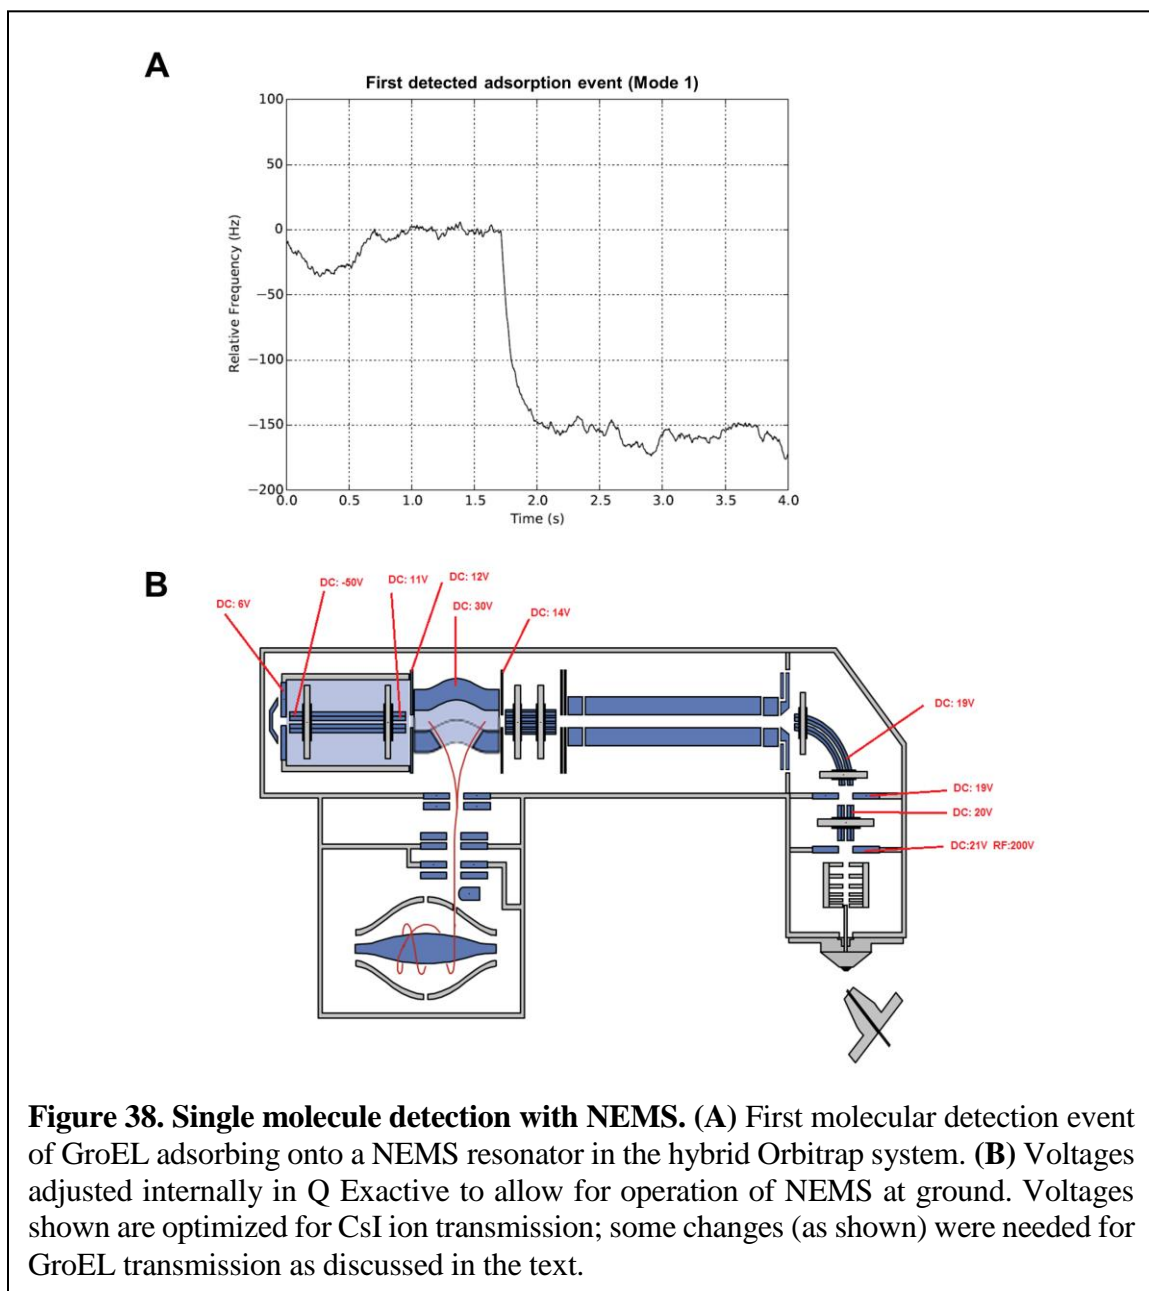 A
First detected adsorption event (Mode 1)
100
50
0
−50
−100
−150
−200
Relative Frequency (Hz)
0.0 0.5 1.0 1.5 2.0 2.5 3.0 3.5 4.0
Time (s)
B
DC: 6V
DC: -50V
DC: 11V
DC: 12V
DC: 30V
DC: 14V
DC: 19V
DC: 19V
DC: 20V
DC:21V RF:200V
Figure 38. Single molecule detection with NEMS. (A) First molecular detection event
of GroEL adsorbing onto a NEMS resonator in the hybrid Orbitrap system. (B) Voltages
adjusted internally in Q Exactive to allow for operation of NEMS at ground. Voltages
shown are optimized for CsI ion transmission; some changes (as shown) were needed for
GroEL transmission as discussed in the text.